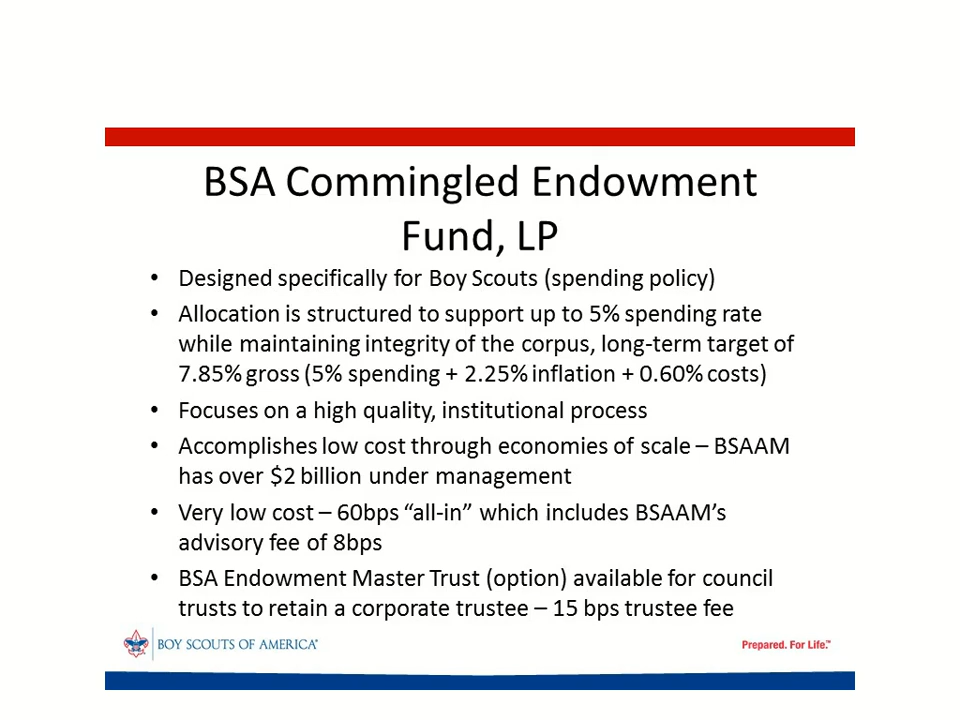 BSA Commingled Endowment
Fund, LP
• Designed specifically for Boy Scouts (spending policy)
• Allocation is structured to support up to 5% spending rate
while maintaining integrity of the corpus, long-term target of
7.85% gross (5% spending + 2.25% inflation + 0.60% costs)
• Focuses on a high quality, institutional process
• Accomplishes low cost through economies of scale – BSAAM
has over $2 billion under management
• Very low cost – 60bps “all-in” which includes BSAAM’s
advisory fee of 8bps
• BSA Endowment Master Trust (option) available for council
trusts to retain a corporate trustee – 15 bps trustee fee
BOY SCOUTS OF AMERICA®
Prepared. For Life.™